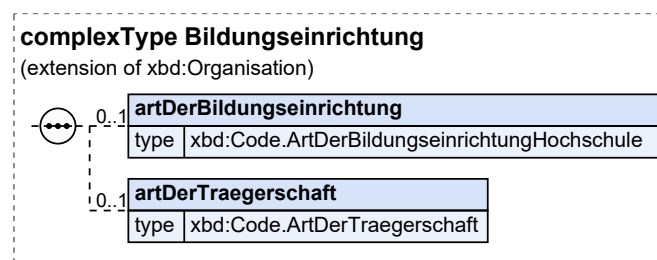 complexType Bildungseinrichtung
(extension of xbd:Organisation)
0..1
artDerBildungseinrichtung
type xbd:Code.ArtDerBildungseinrichtungHochschule
0..1
artDerTraegerschaft
type xbd:Code.ArtDerTraegerschaft